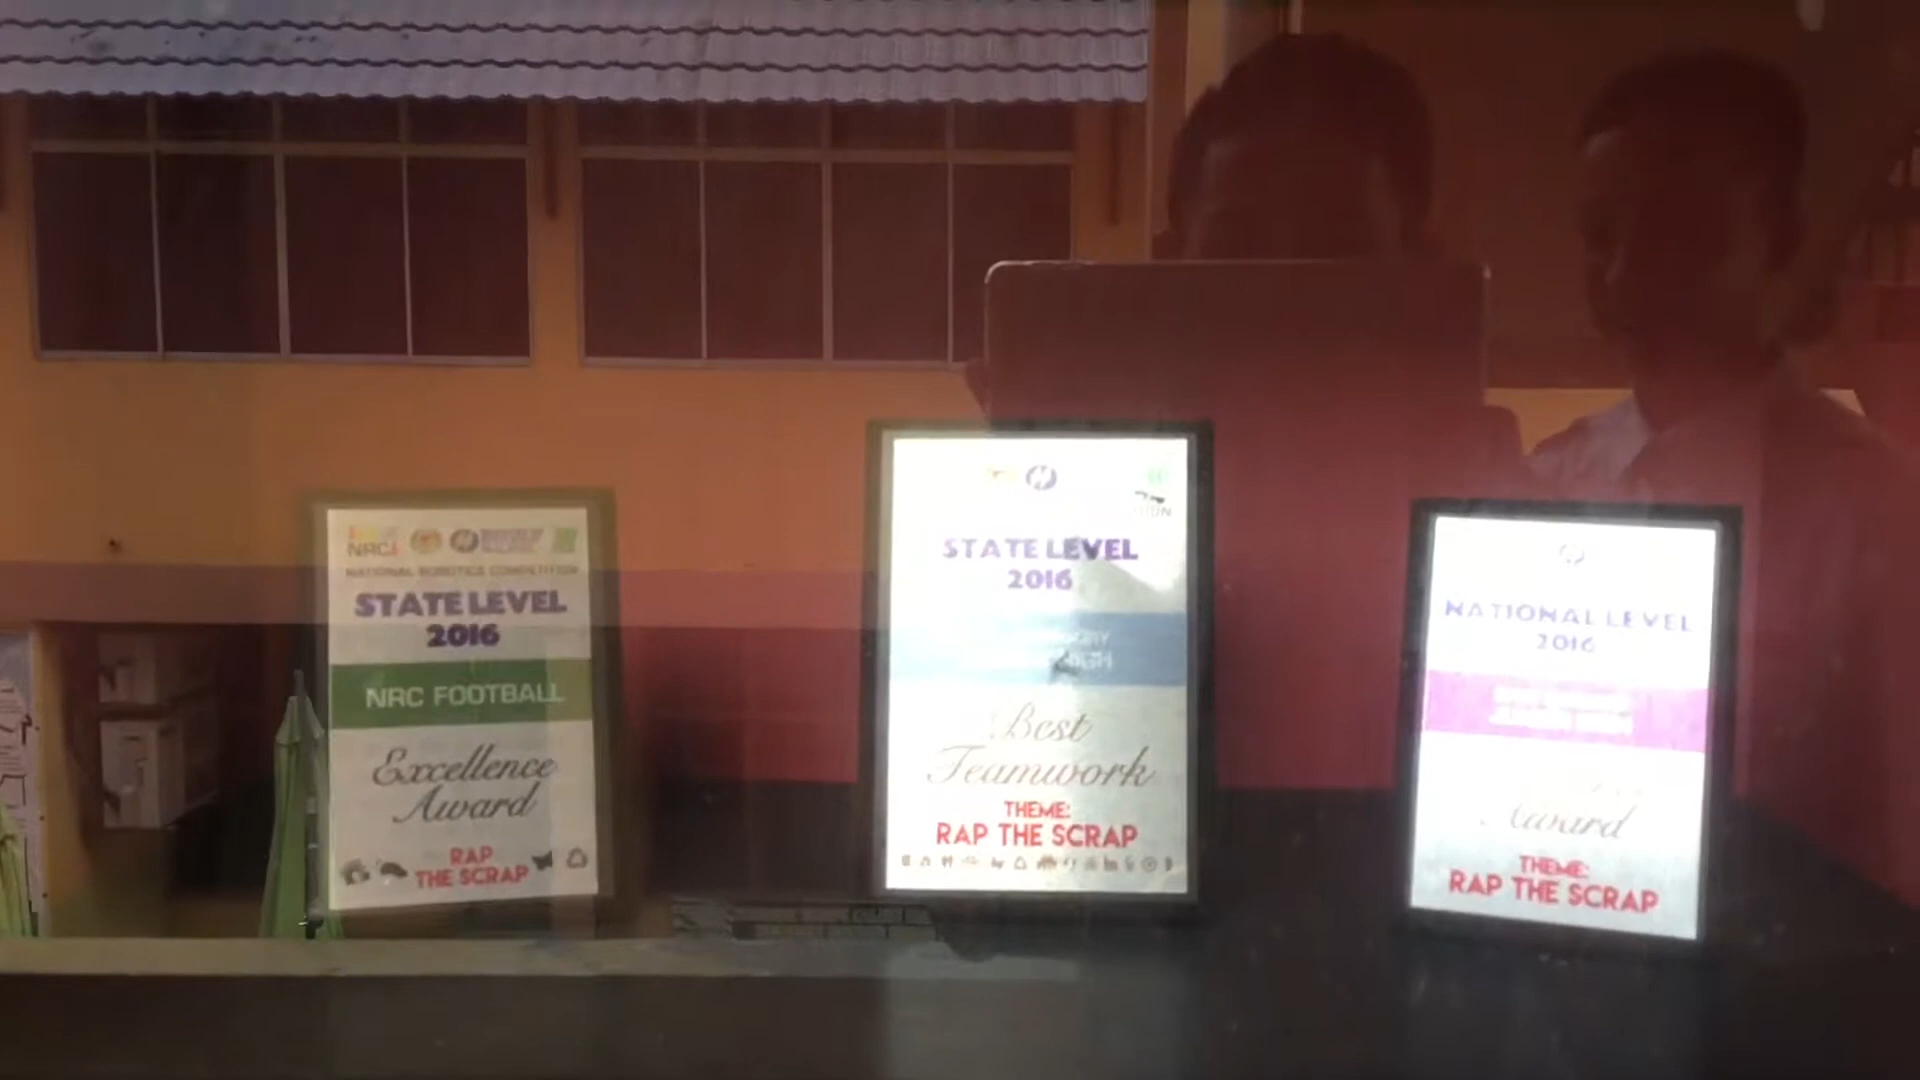 NRC
NATIONAL ROBOTICS COMPETITION
STATE LEVEL
2016
NRC FOOTBALL
Excellence
Award
RAP
THE SCRAP
STATE LEVEL
2016
Best
Teamwork
THEME:
RAP THE SCRAP
NATIONAL LEVEL
2016
Award
THEME:
RAP THE SCRAP